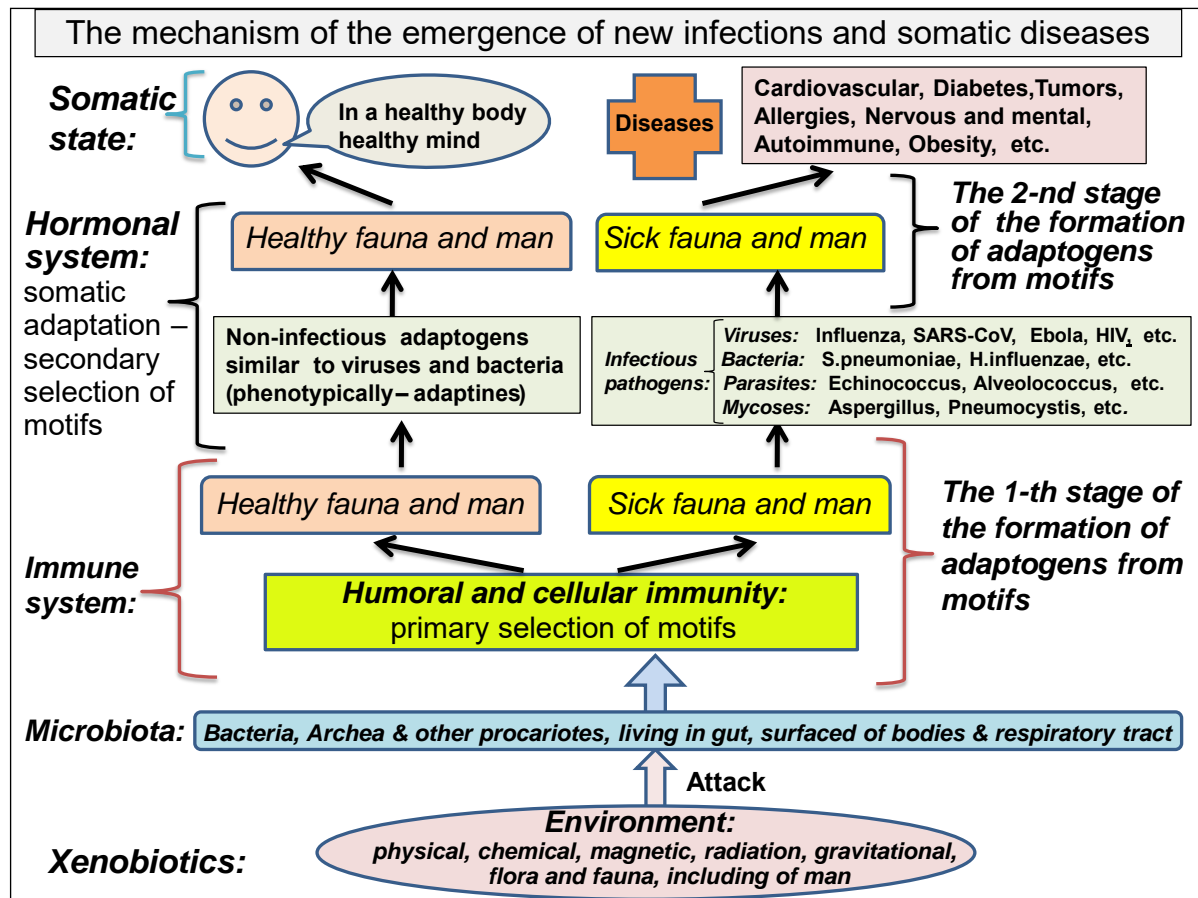 The mechanism of the emergence of new infections and somatic diseases
Somatic
state:
In a healthy body
healthy mind
Diseases
Cardiovascular, Diabetes,Tumors,
Allergies, Nervous and mental,
Autoimmune, Obesity, etc.
Hormonal
system:
somatic
adaptation –
secondary
selection of
motifs
Healthy fauna and man
Sick fauna and man
The 2-nd stage
of the formation
of adaptogens
from motifs
Non-infectious adaptogens
similar to viruses and bacteria
(phenotypically– adaptines)
Infectious
pathogens:
Viruses: Influenza, SARS-CoV, Ebola, HIV, etc.
Bacteria: S.pneumoniae, H.influenzae, etc.
Parasites: Echinococcus, Alveolococcus, etc.
Mycoses: Aspergillus, Pneumocystis, etc.
Immune
system:
Healthy fauna and man
Sick fauna and man
The 1-th stage of
the formation of
adaptogens from
motifs
Humoral and cellular immunity:
primary selection of motifs
Microbiota:
Bacteria, Archea & other procariotes, living in gut, surfaced of bodies & respiratory tract
Attack
Xenobiotics:
Environment:
physical, chemical, magnetic, radiation, gravitational,
flora and fauna, including of man